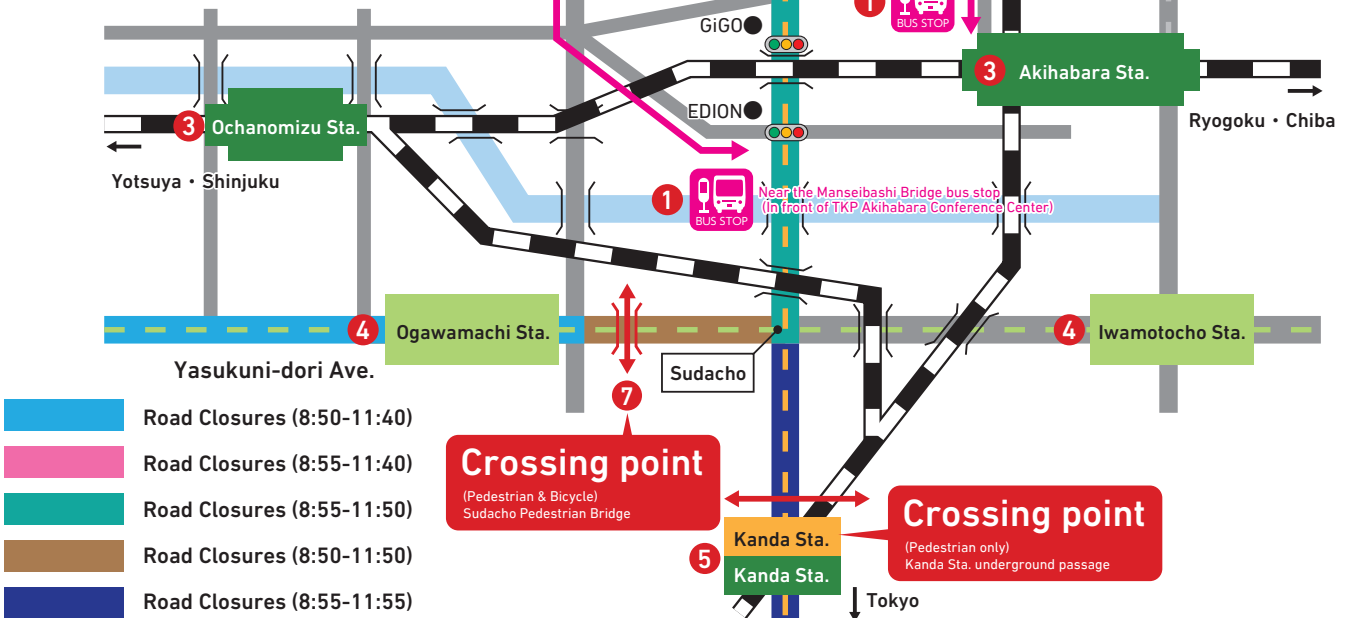 1
BUS STOP
GiGO
3
Akihabara Sta.
EDION
3
Ochanomizu Sta.
Ryogoku・Chiba
Yotsuya・Shinjuku
1
BUS STOP
Near the Manseibashi Bridge bus stop
(In front of TKP Akihabara Conference Center)
4
Ogawamachi Sta.
4
Iwamotocho Sta.
Yasukuni-dori Ave.
Sudacho
7
Road Closures (8:50-11:40)
Road Closures (8:55-11:40)
Road Closures (8:55-11:50)
Road Closures (8:50-11:50)
Road Closures (8:55-11:55)
Crossing point
(Pedestrian & Bicycle)
Sudacho Pedestrian Bridge
Crossing point
(Pedestrian only)
Kanda Sta. underground passage
5
Kanda Sta.
Kanda Sta.
Tokyo